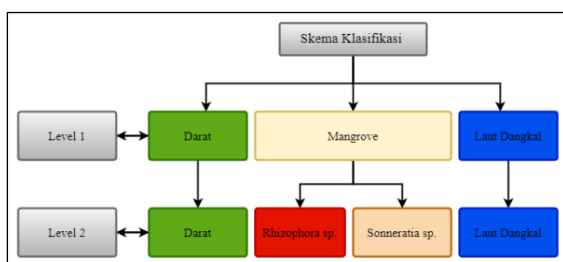 Skema Klasifikasi
Level 1
Darat
Mangrove
Laut Dangkal
Level 2
Darat
Rhizophora sp.
Sonneratia sp.
Laut Dangkal